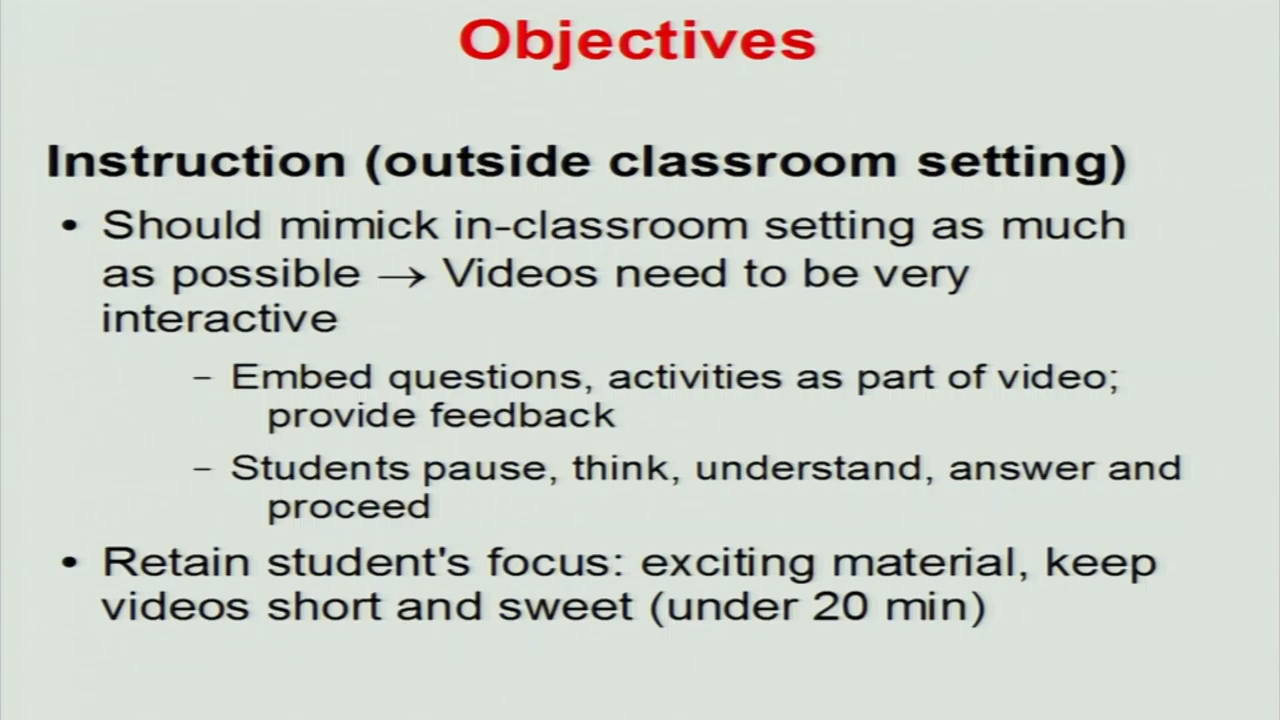 Objectives
Instruction (outside classroom setting)
• Should mimick in-classroom setting as much
as possible → Videos need to be very
interactive
– Embed questions, activities as part of video;
provide feedback
– Students pause, think, understand, answer and
proceed
• Retain student's focus: exciting material, keep
videos short and sweet (under 20 min)